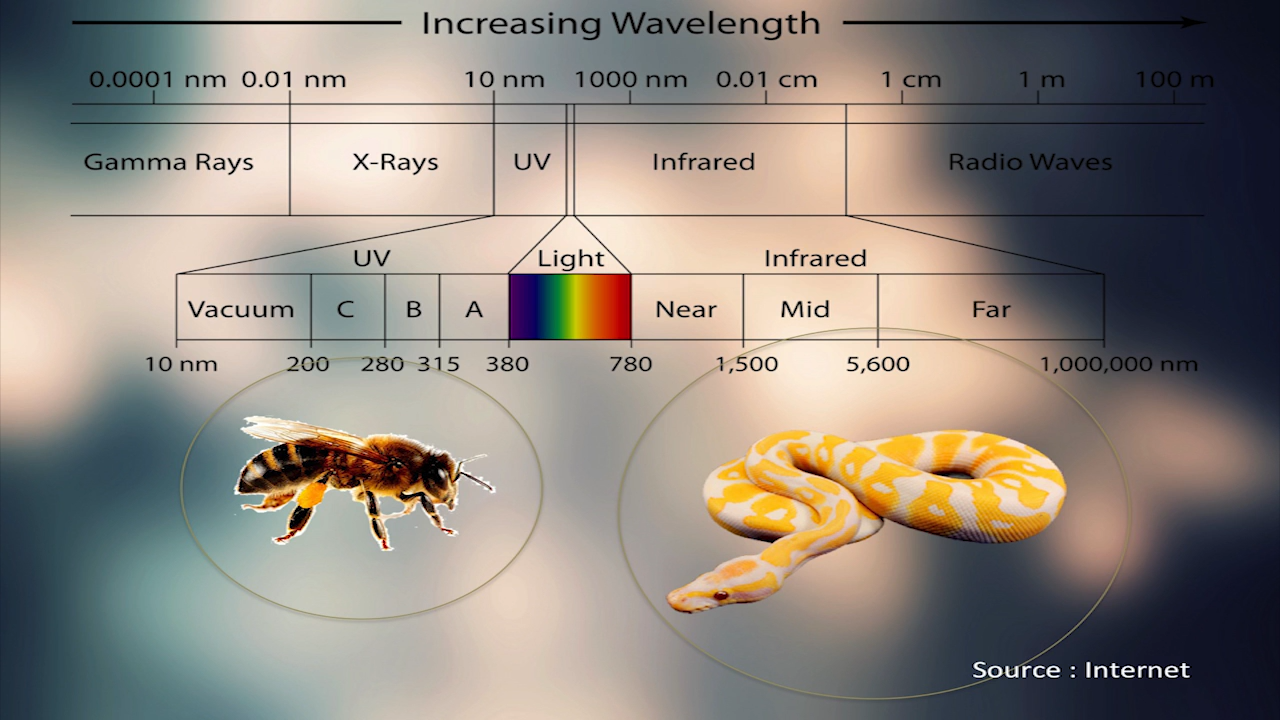 Increasing Wavelength
0.0001 nm 0.01 nm 10 nm 1000 nm 0.01 cm 1 cm 1 m 100 m
Gamma Rays X-Rays UV Infrared Radio Waves
UV Light Infrared
Vacuum C B A Near Mid Far
10 nm 200 280 315 380 780 1,500 5,600 1,000,000 nm
Source : Internet